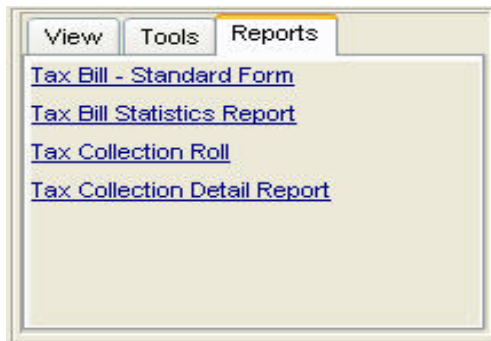 View Tools Reports
Tax Bill - Standard Form
Tax Bill Statistics Report
Tax Collection Roll
Tax Collection Detail Report